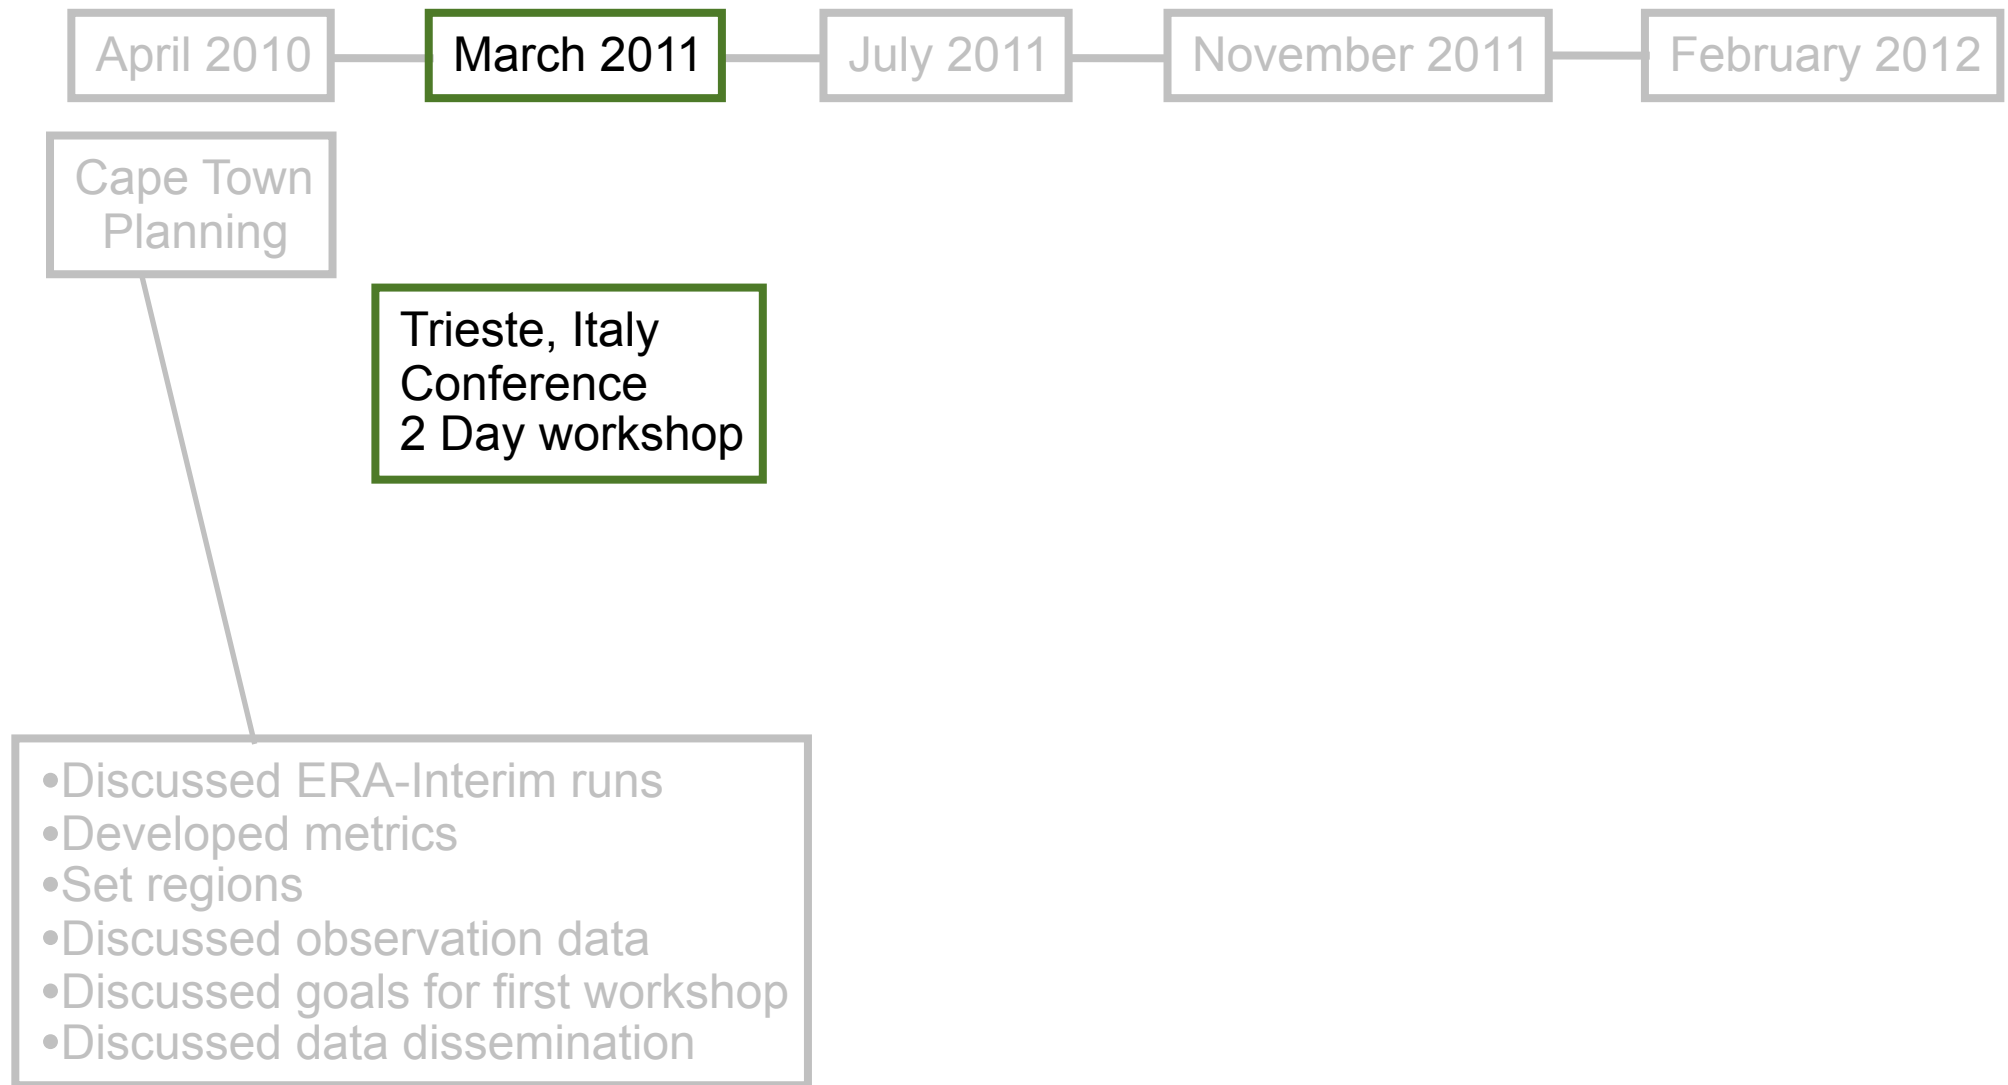 April 2010
March 2011
July 2011
November 2011
February 2012
Cape Town
Planning
Trieste, Italy
Conference
2 Day workshop
•Discussed ERA-Interim runs
•Developed metrics
•Set regions
•Discussed observation data
•Discussed goals for first workshop
•Discussed data dissemination